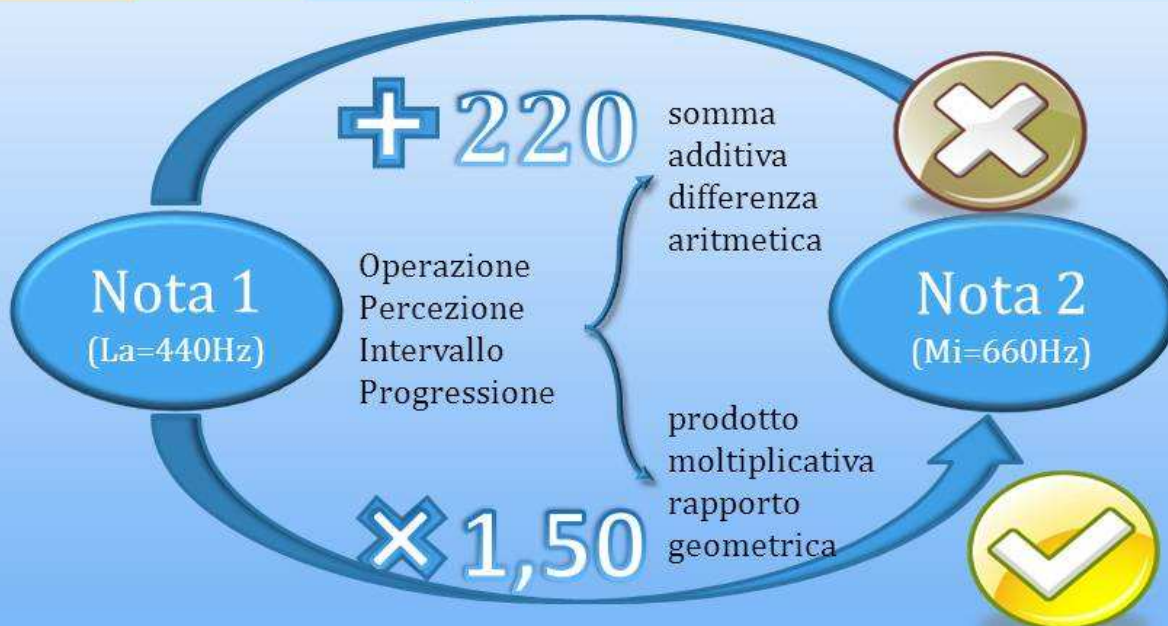 + 220
somma
additiva
differenza
aritmetica
Nota 1
(La=440Hz)
Operazione
Percezione
Intervallo
Progressione
Nota 2
(Mi=660Hz)
prodotto
moltiplicativa
rapporto
geometrica
× 1,50